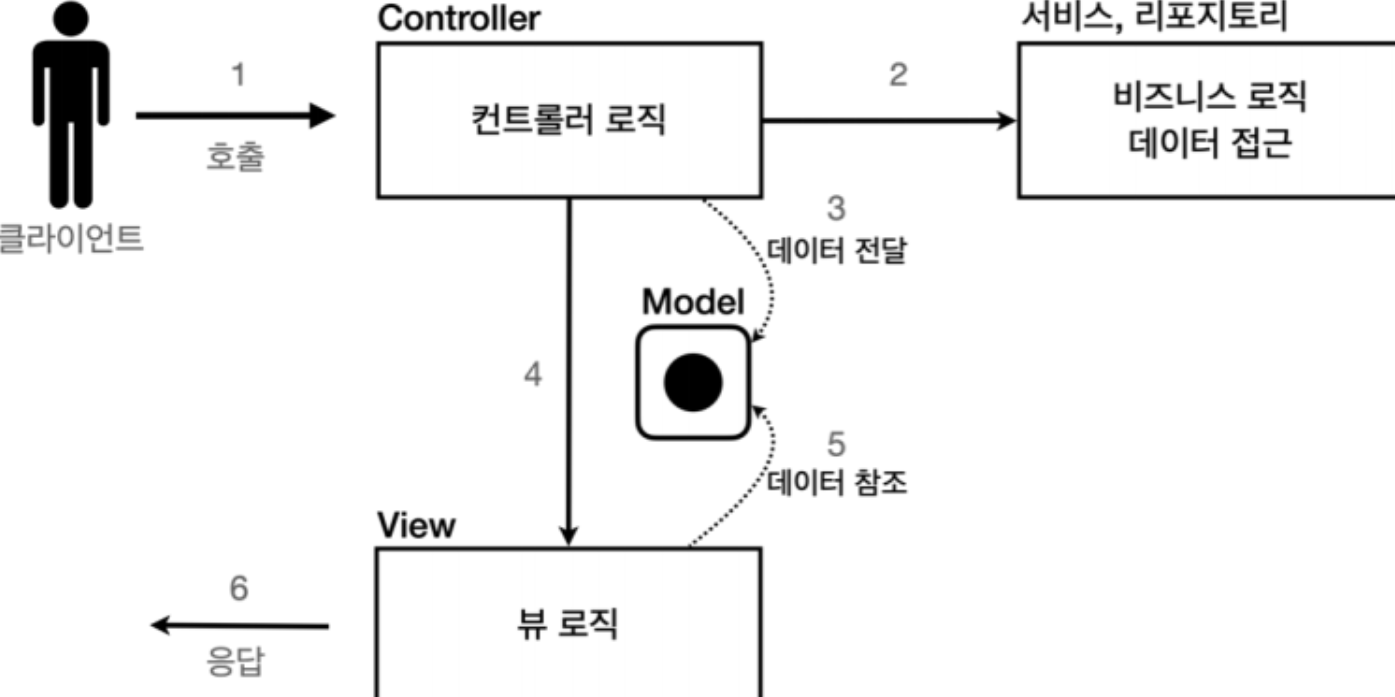 Controller
서비스, 리포지토리
1
호출
컨트롤러 로직
2
비즈니스 로직
데이터 접근
클라이언트
3
데이터 전달
Model
4
5
데이터 참조
View
6
응답
뷰 로직